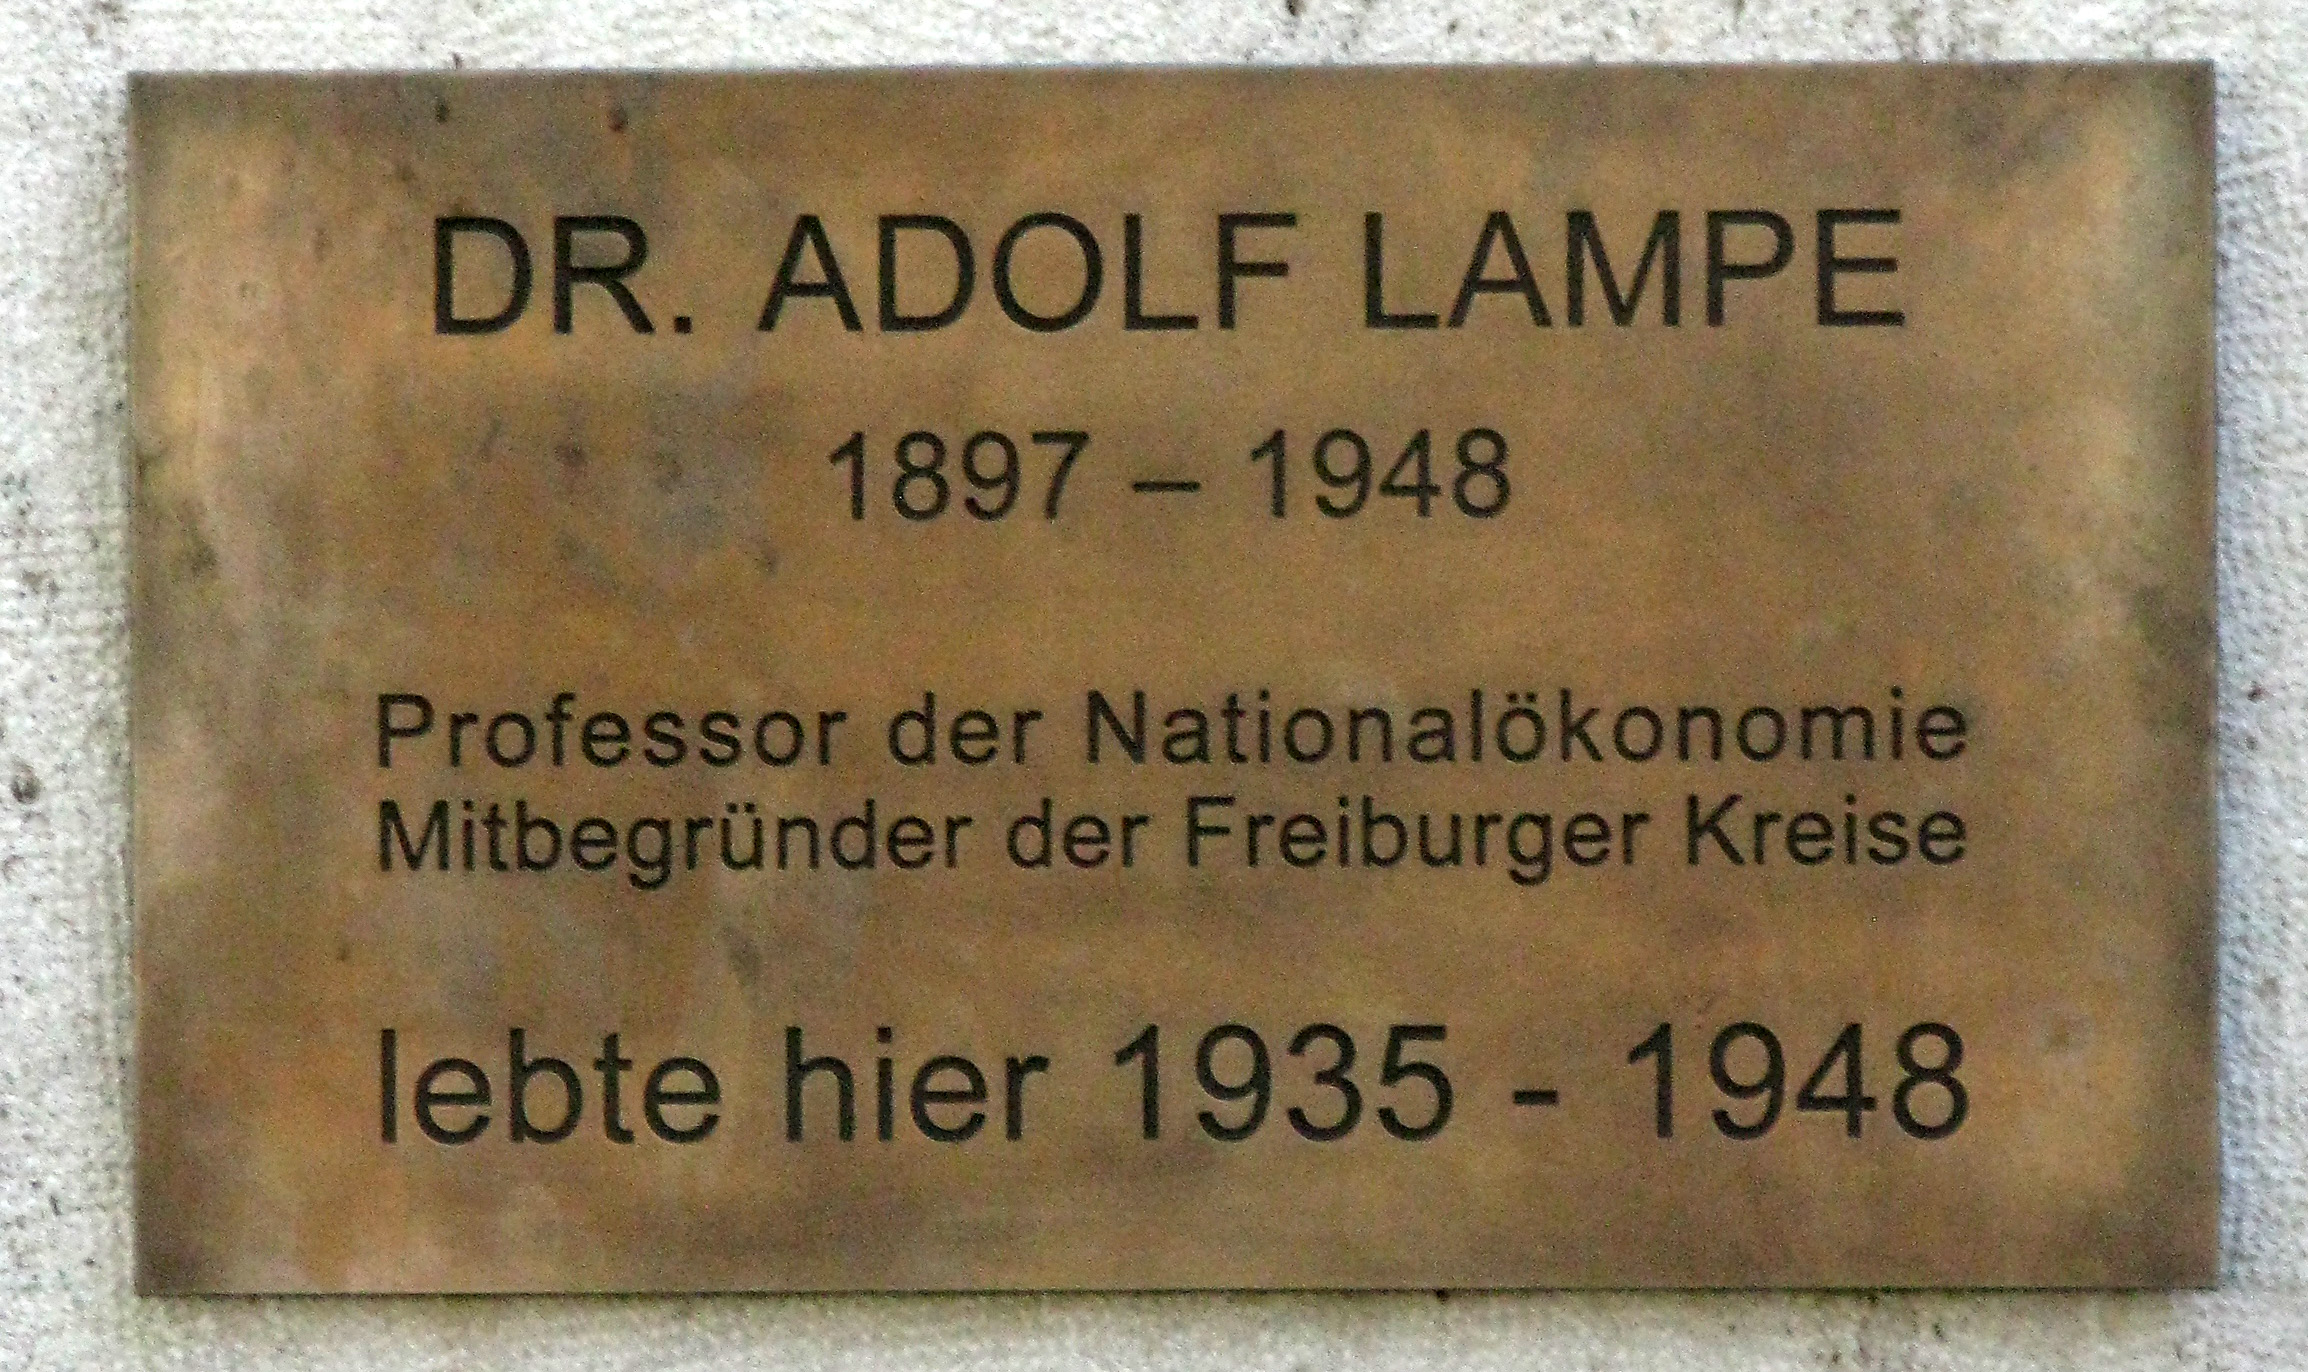 DR. ADOLF LAMPE
1897 – 1948
Professor der Nationalökonomie
Mitbegründer der Freiburger Kreise
lebte hier 1935 - 1948